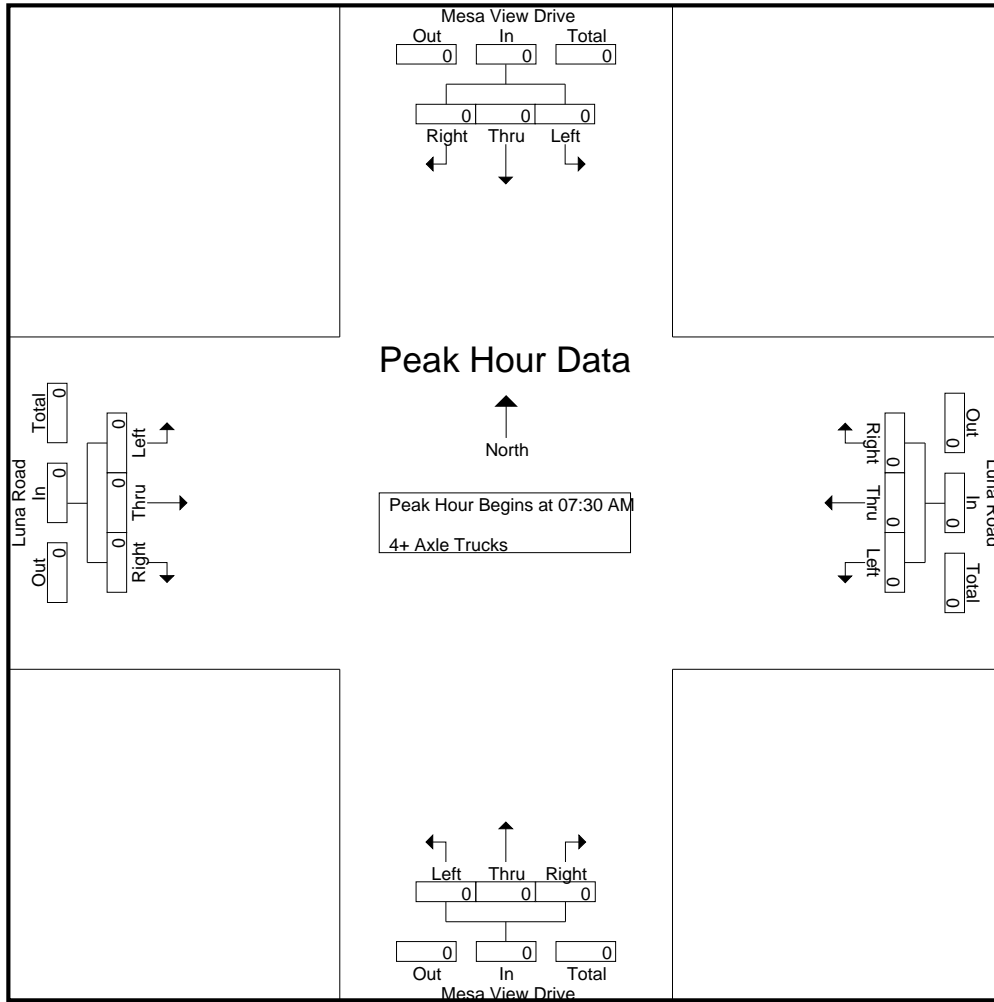 Mesa View Drive
Out In Total
0 0 0
0 0 0
Right Thru Left
Peak Hour Data
North
Peak Hour Begins at 07:30 AM
4+ Axle Trucks
Luna Road
Total In Out
0 0 0
0 0 0
Left Thru Right
Luna Road
Out In Total
0 0 0
0 0 0
Right Thru Left
Left Thru Right
0 0 0
0 0 0
Out In Total
Mesa View Drive